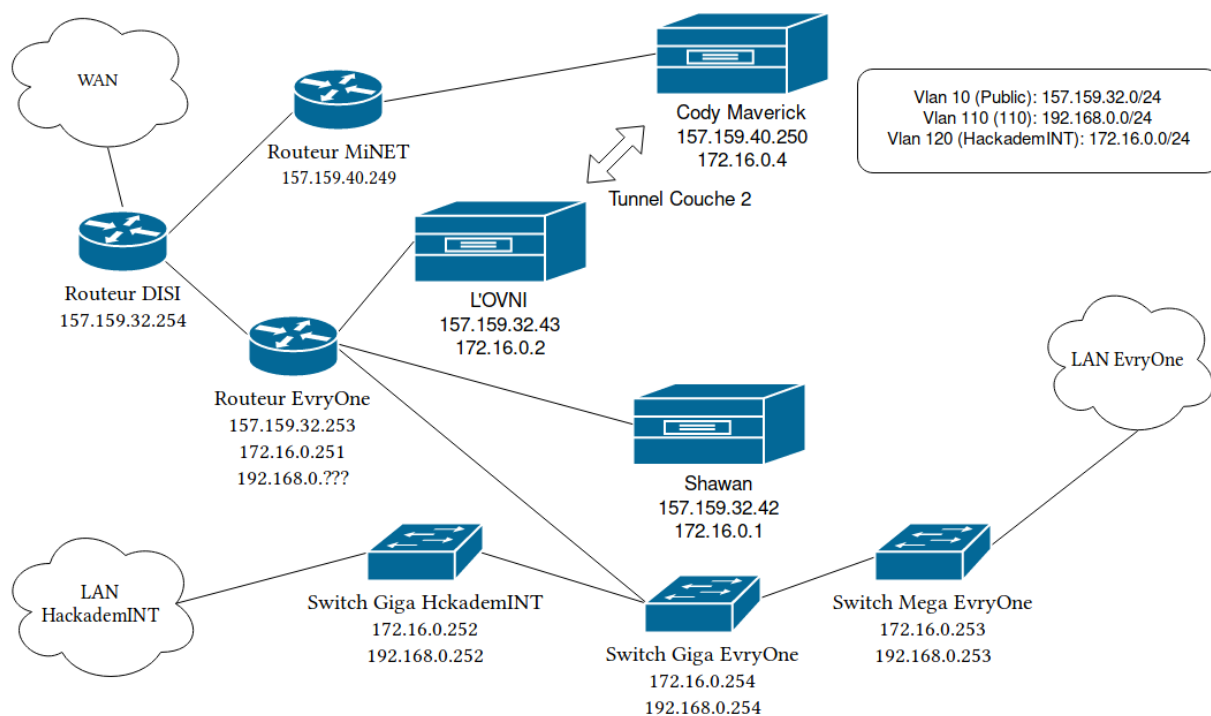 WAN
Cody Maverick
157.159.40.250
172.16.0.4
Vlan 10 (Public): 157.159.32.0/24
Vlan 110 (110): 192.168.0.0/24
Vlan 120 (HackademINT): 172.16.0.0/24
Routeur MiNET
157.159.40.249
Tunnel Couche 2
Routeur DISI
157.159.32.254
L'OVNI
157.159.32.43
172.16.0.2
LAN EvryOne
Routeur EvryOne
157.159.32.253
172.16.0.251
192.168.0.???
Shawan
157.159.32.42
172.16.0.1
LAN
HackademINT
Switch Giga HckademINT
172.16.0.252
192.168.0.252
Switch Giga EvryOne
172.16.0.254
192.168.0.254
Switch Mega EvryOne
172.16.0.253
192.168.0.253